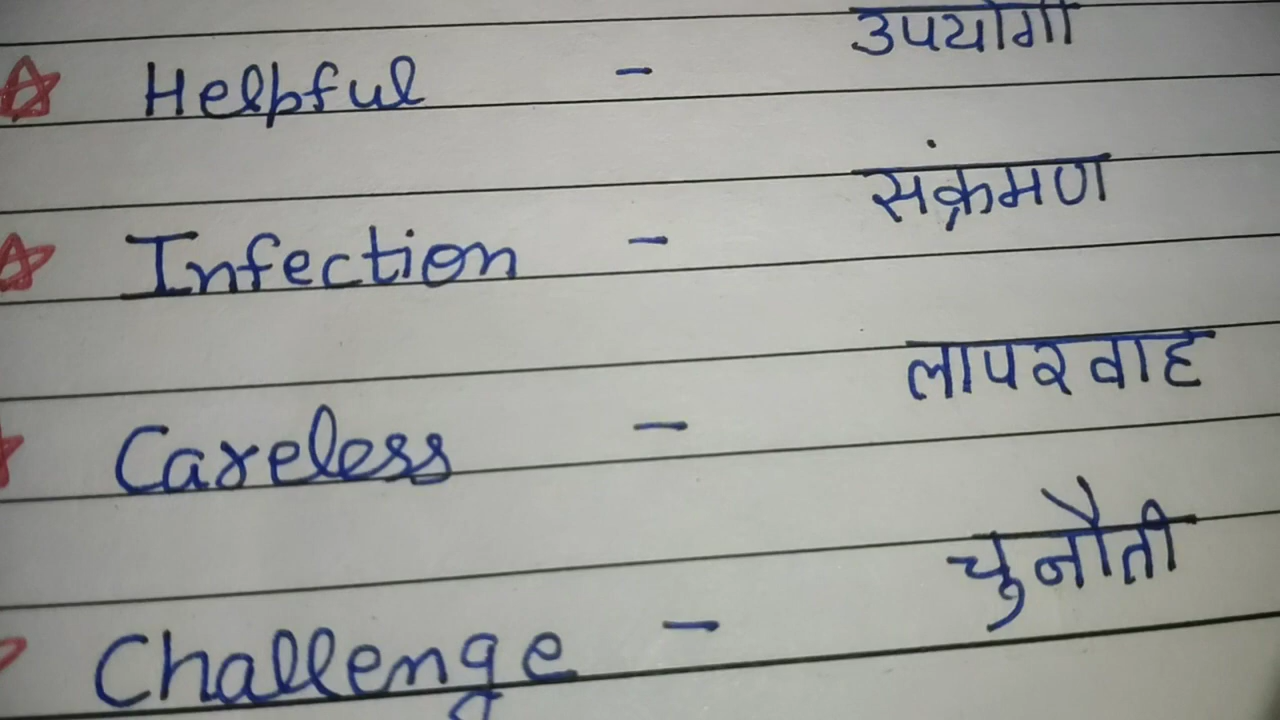 Helpful - उपयोगी
Infection - संक्रमण
Careless - लापरवाह
Challenge - चुनौती